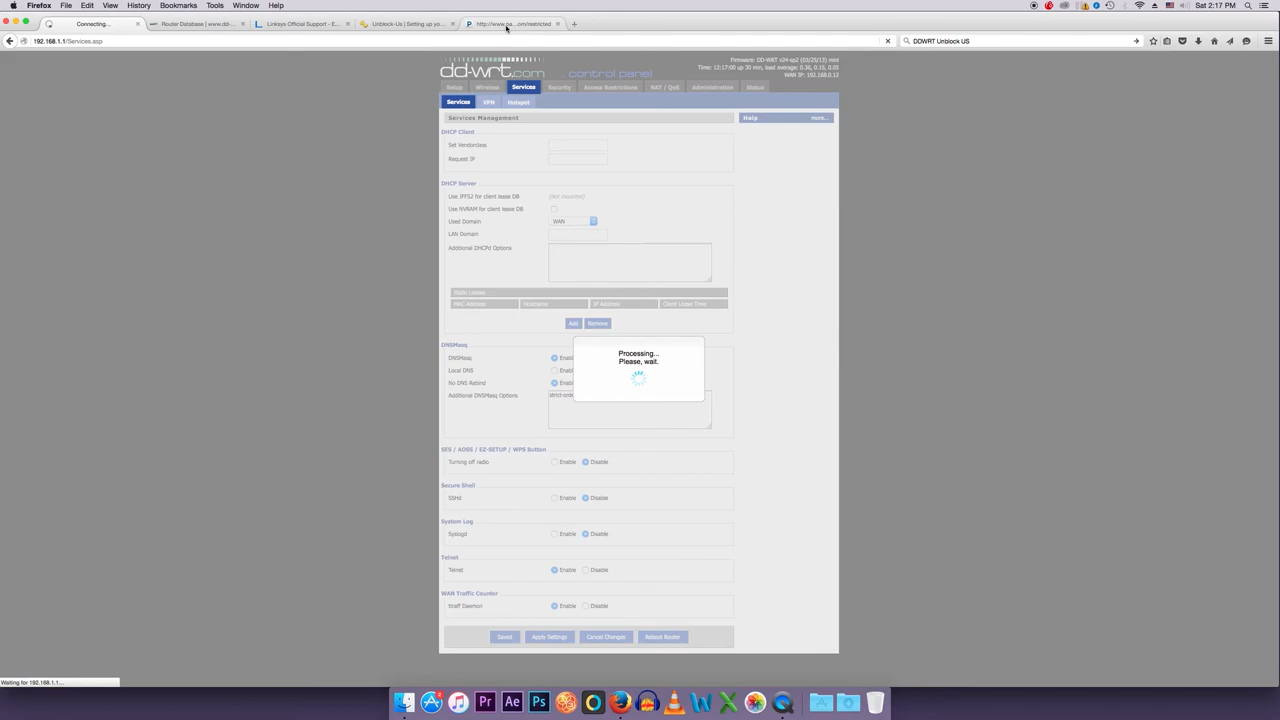 Firefox File Edit View History Bookmarks Tools Window Help Sat 2:17 PM
Connecting... Router Database | www.dd-... Linksys Official Support - E... Unblock-Us | Setting up yo... http://www.pa...om/restricted
192.168.1.1/Services.asp DDWRT Unblock US
dd-wrt.com ... control panel
Firmware: DD-WRT v24-sp2 (03/25/13) mini
Time: 12:17:00 up 30 min, load average: 0.36, 0.15, 0.05
WAN IP: 192.168.0.12
Setup Wireless Services Security Access Restrictions NAT / QoS Administration Status
Services VPN Hotspot
Services Management Help more...
DHCP Client
Set Vendorclass
Request IP
DHCP Server
Use JFFS2 for client lease DB (Not mounted)
Use NVRAM for client lease DB
Used Domain WAN
LAN Domain
Additional DHCPd Options
Static Leases
MAC Address Hostname IP Address Client Lease Time
Add Remove
DNSMasq
DNSMasq Enabl
Local DNS Enabl
No DNS Rebind Enabl
Additional DNSMasq Options strict-orde
Processing...
Please, wait.
SES / AOSS / EZ-SETUP / WPS Button
Turning off radio Enable Disable
Secure Shell
SSHd Enable Disable
System Log
Syslogd Enable Disable
Telnet
Telnet Enable Disable
WAN Traffic Counter
ttraff Daemon Enable Disable
Saved Apply Settings Cancel Changes Reboot Router
Waiting for 192.168.1.1...
Pr Ae Ps